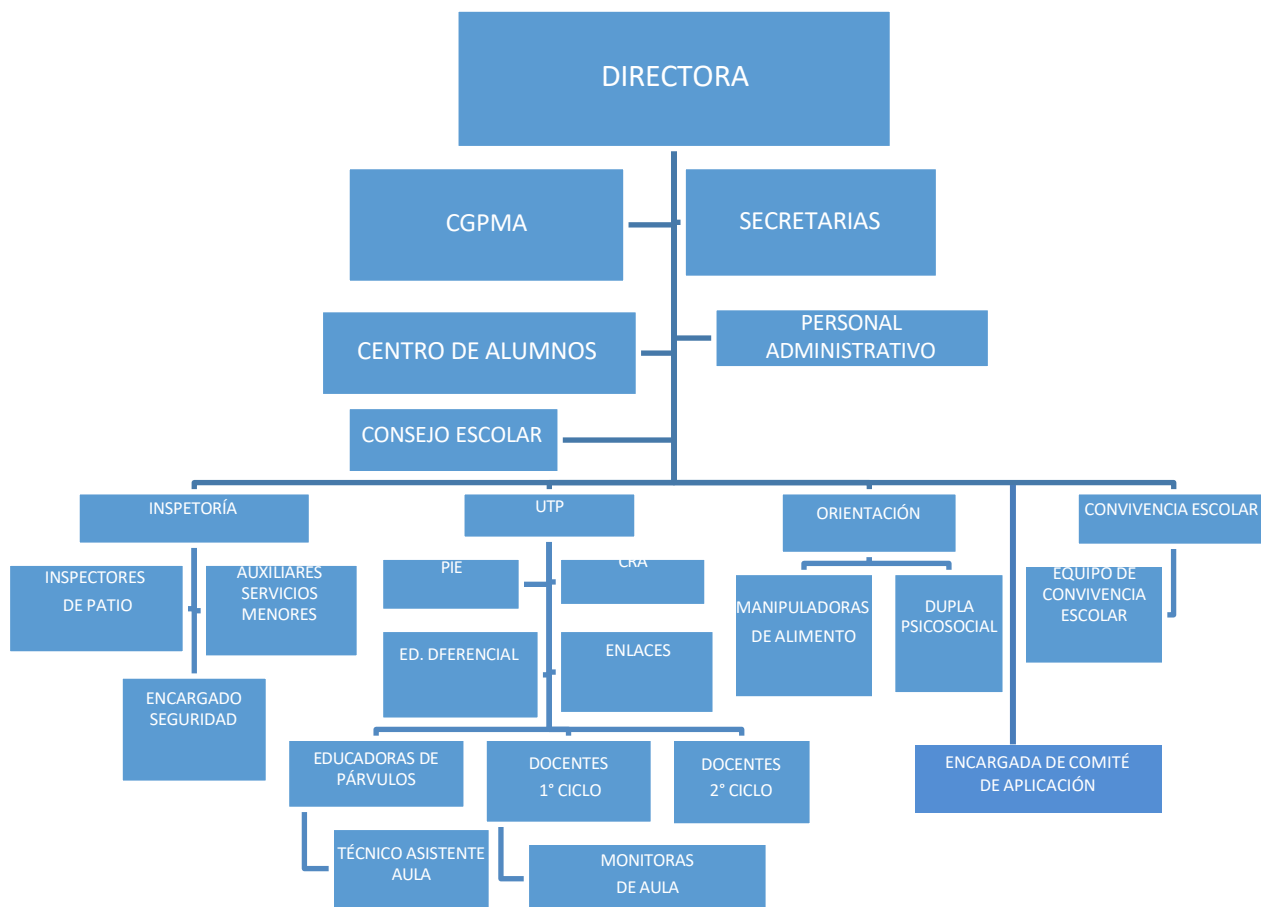 DIRECTORA
CGPMA
SECRETARIAS
CENTRO DE ALUMNOS
PERSONAL
ADMINISTRATIVO
CONSEJO ESCOLAR
INSPETORÍA
UTP
ORIENTACIÓN
CONVIVENCIA ESCOLAR
INSPECTORES
DE PATIO
AUXILIARES
SERVICIOS
MENORES
PIE
CRA
MANIPULADORAS
DE ALIMENTO
DUPLA
PSICOSOCIAL
EQUIPO DE
CONVIVENCIA
ESCOLAR
ED. DFERENCIAL
ENLACES
ENCARGADO
SEGURIDAD
EDUCADORAS DE
PÁRVULOS
DOCENTES
1° CICLO
DOCENTES
2° CICLO
ENCARGADA DE COMITÉ
DE APLICACIÓN
TÉCNICO ASISTENTE
AULA
MONITORAS
DE AULA